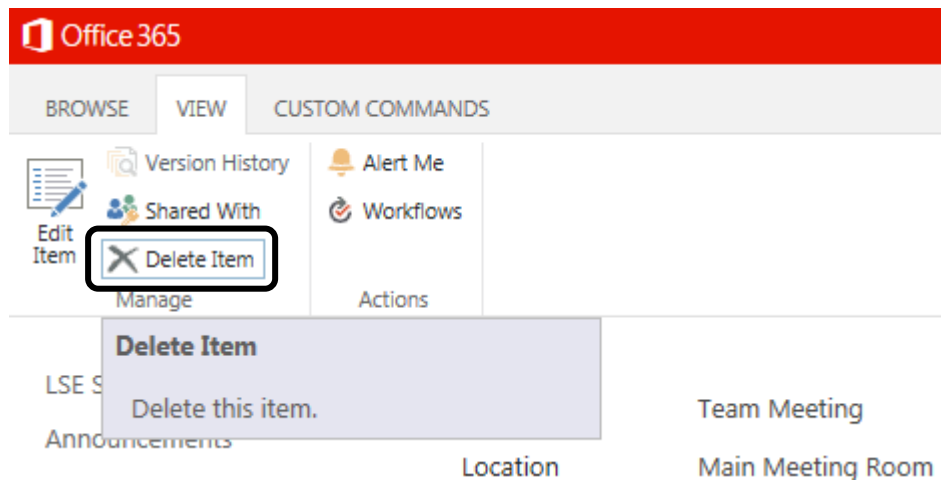 Office 365
BROWSE VIEW CUSTOM COMMANDS
Version History Alert Me
Shared With Workflows
Edit
Item
Delete Item
Manage Actions
Delete Item
LSE S
Delete this item.
Team Meeting
Announcements
Location Main Meeting Room